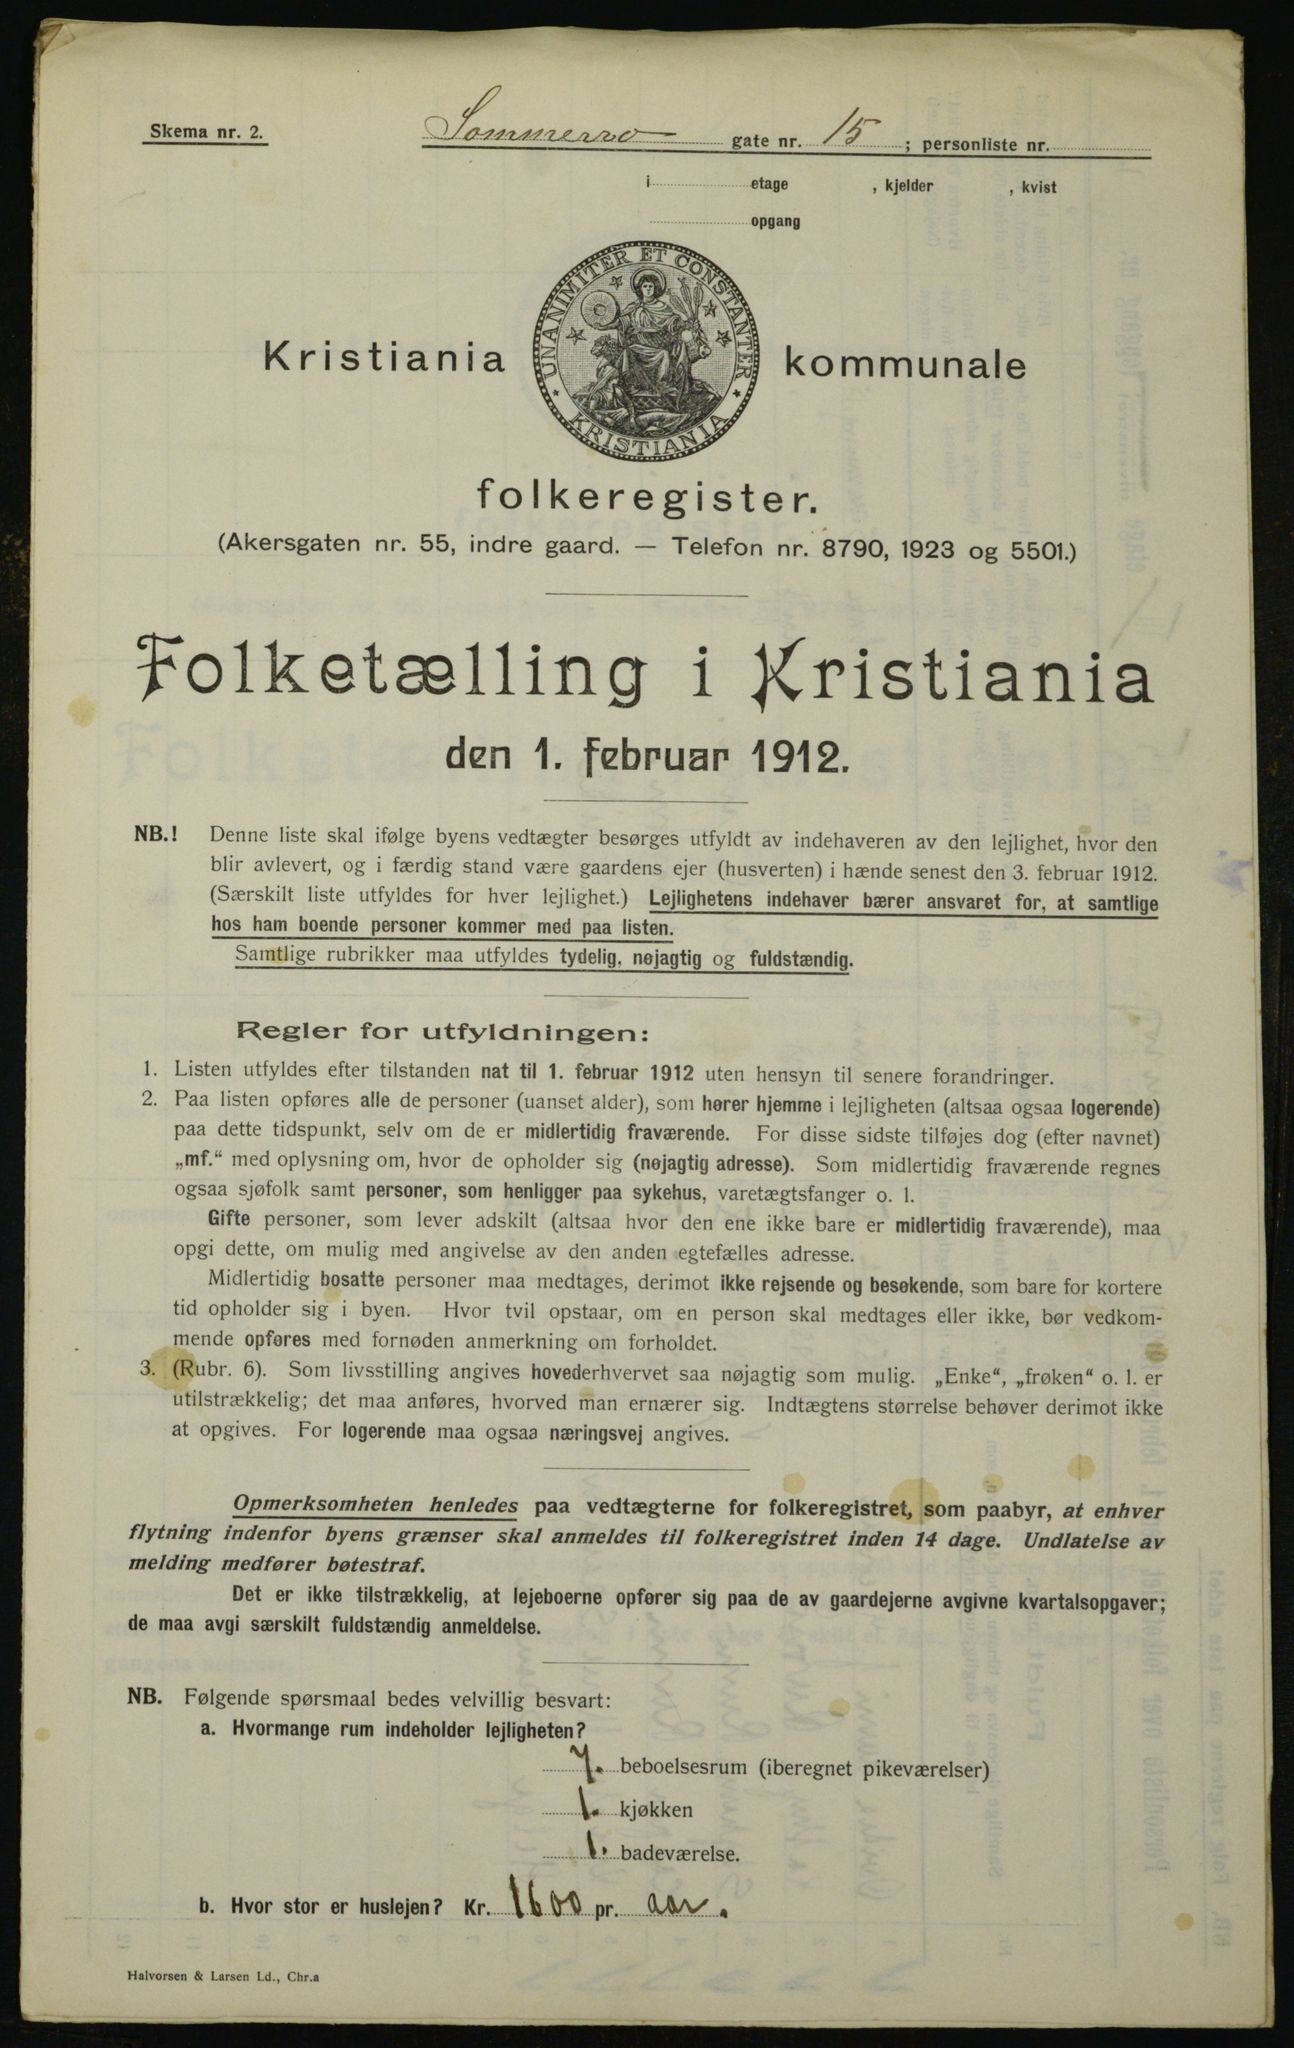 Skema nr. 2.
Sommerro gate nr. 15; personliste nr.
i etage , kjelder , kvist
opgang
UNANIMITER ET CONSTANTER
KRISTIANIA
Kristiania kommunale
folkeregister.
(Akersgaten nr. 55, indre gaard. — Telefon nr. 8790, 1923 og 5501.)
Folketælling i Kristiania
den 1. februar 1912.
NB.! Denne liste skal ifølge byens vedtægter besørges utfyldt av indehaveren av den lejlighet, hvor den
blir avlevert, og i færdig stand være gaardens ejer (husverten) i hænde senest den 3. februar 1912.
(Særskilt liste utfyldes for hver lejlighet.) Lejlighetens indehaver bærer ansvaret for, at samtlige
hos ham boende personer kommer med paa listen.
Samtlige rubrikker maa utfyldes tydelig, nøjagtig og fuldstændig.
Regler for utfyldningen:
1. Listen utfyldes efter tilstanden nat til 1. februar 1912 uten hensyn til senere forandringer.
2. Paa listen opføres alle de personer (uanset alder), som hører hjemme i lejligheten (altsaa ogsaa logerende)
paa dette tidspunkt, selv om de er midlertidig fraværende. For disse sidste tilføjes dog (efter navnet)
„mf.“ med oplysning om, hvor de opholder sig (nøjagtig adresse). Som midlertidig fraværende regnes
ogsaa sjøfolk samt personer, som henligger paa sykehus, varetægtsfanger o. l.
Gifte personer, som lever adskilt (altsaa hvor den ene ikke bare er midlertidig fraværende), maa
opgi dette, om mulig med angivelse av den anden egtefælles adresse.
Midlertidig bosatte personer maa medtages, derimot ikke rejsende og besøkende, som bare for kortere
tid opholder sig i byen. Hvor tvil opstaar, om en person skal medtages eller ikke, bør vedkom-
mende opføres med fornøden anmerkning om forholdet.
3. (Rubr. 6). Som livsstilling angives hovederhvervet saa nøjagtig som mulig. „Enke“, „frøken“ o. l. er
utilstrækkelig; det maa anføres, hvorved man ernærer sig. Indtægtens størrelse behøver derimot ikke
at opgives. For logerende maa ogsaa næringsvej angives.
Opmerksomheten henledes paa vedtægterne for folkeregistret, som paabyr, at enhver
flytning indenfor byens grænser skal anmeldes til folkeregistret inden 14 dage. Undlatelse av
melding medfører bøtestraf.
Det er ikke tilstrækkelig, at lejeboerne opfører sig paa de av gaardejerne avgivne kvartalsopgaver;
de maa avgi særskilt fuldstændig anmeldelse.
NB. Følgende spørsmaal bedes velvillig besvart:
a. Hvormange rum indeholder lejligheten?
7. beboelsesrum (iberegnet pikeværelser)
1. kjøkken
1. badeværelse.
b. Hvor stor er huslejen? Kr. 1600 pr. aar.
Halvorsen & Larsen Ld., Chr.a